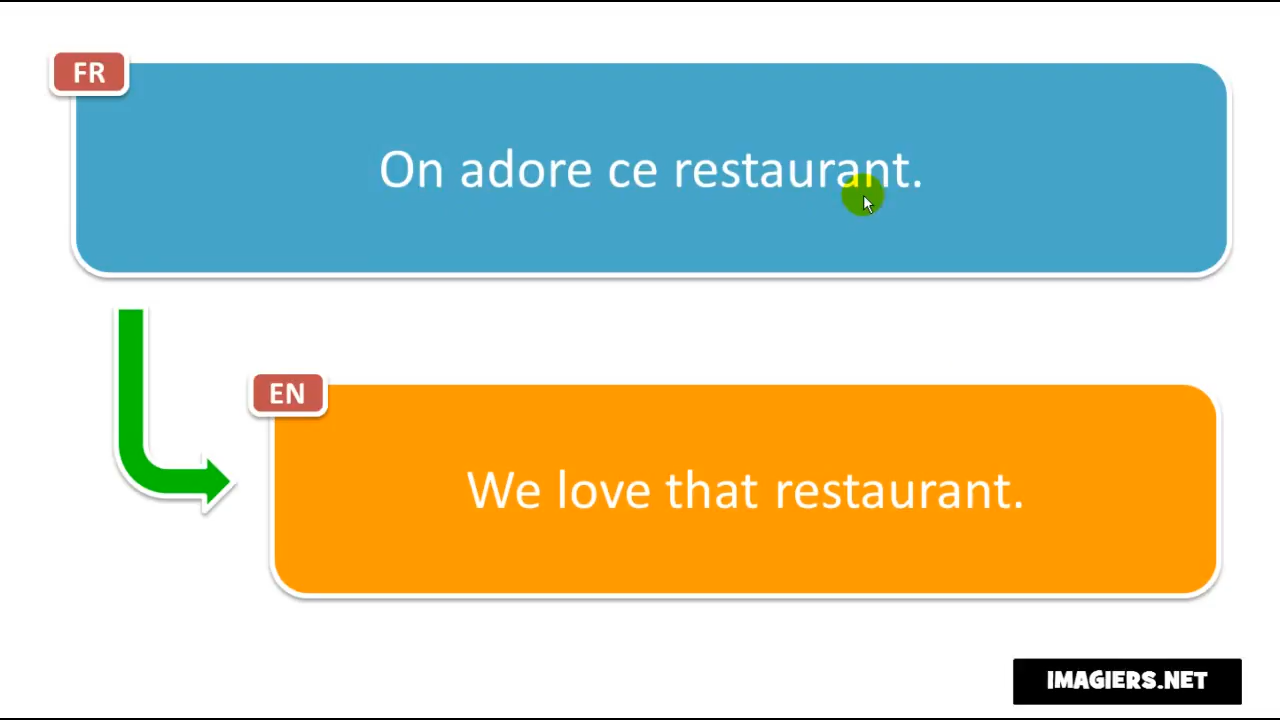 FR
On adore ce restaurant.
EN
We love that restaurant.
IMAGIERS.NET